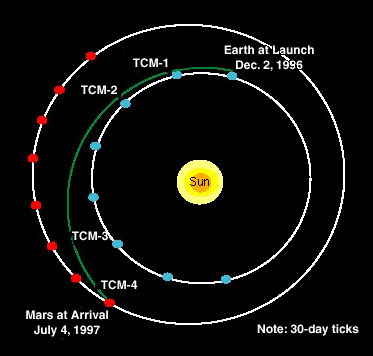 Earth at Launch
Dec. 2, 1996
TCM-1
TCM-2
Sun
TCM-3
TCM-4
Mars at Arrival
July 4, 1997
Note: 30-day ticks